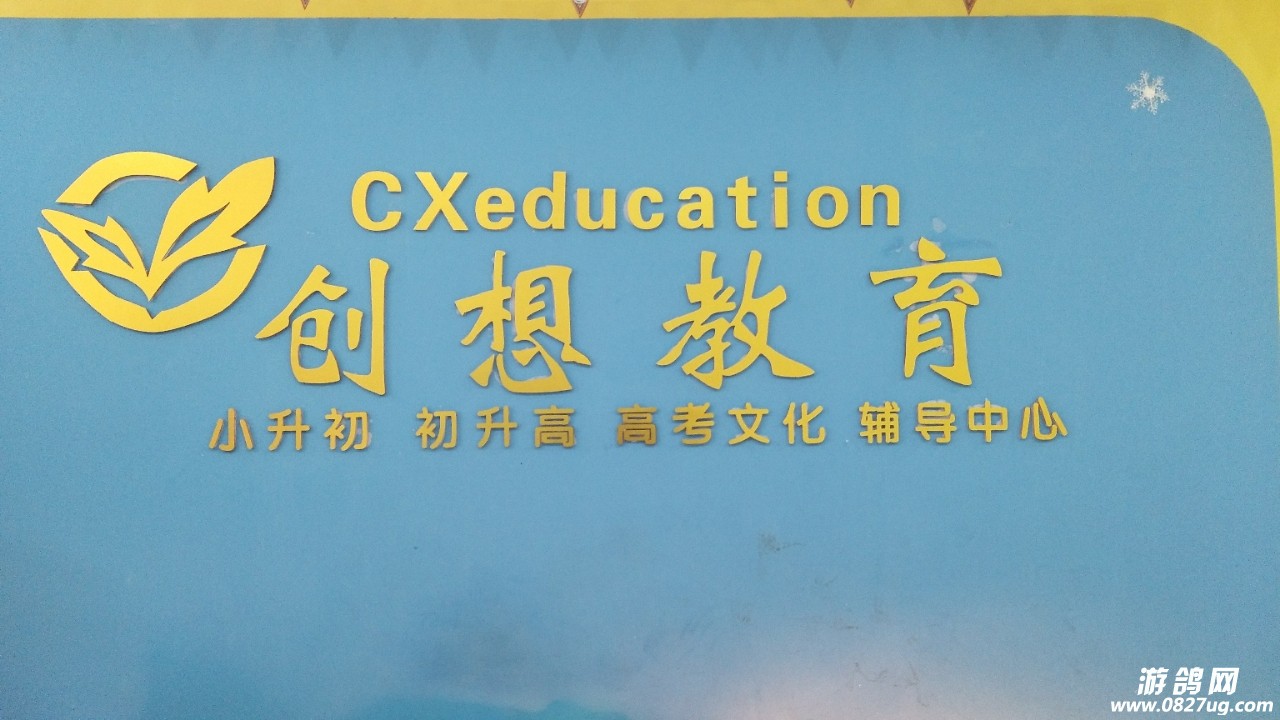 CXeducation
创想教育
小升初 初升高 高考文化 辅导中心
游鸽网
www.0827ug.com